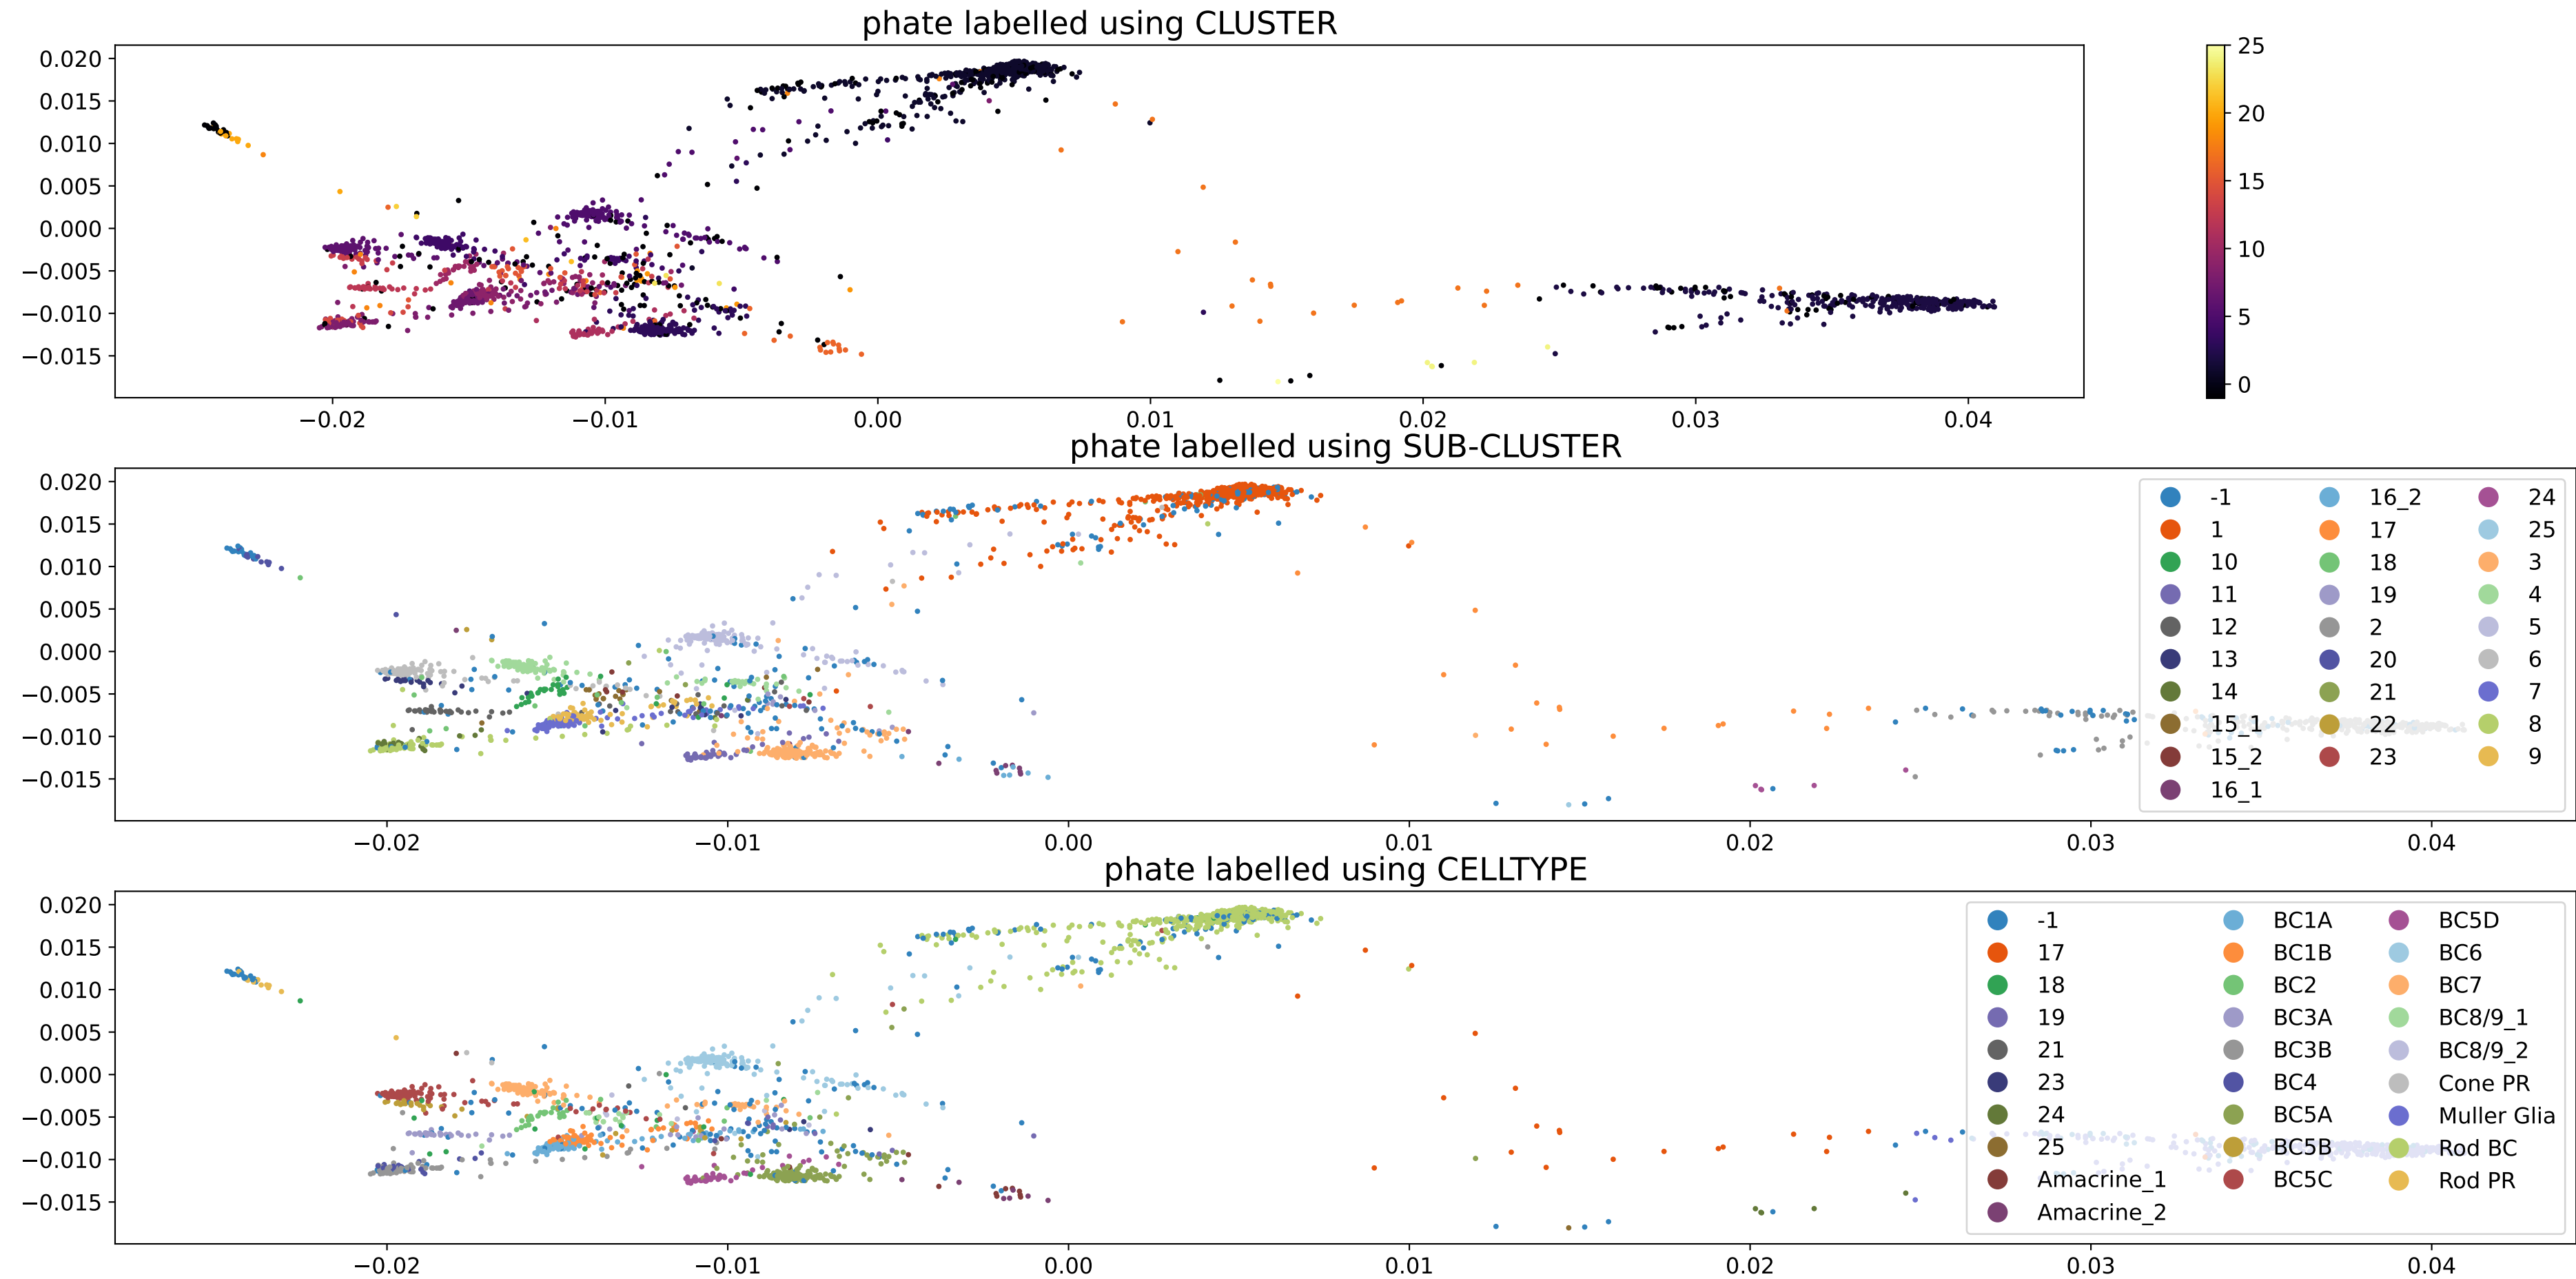 phate labelled using CLUSTER
0.020
0.015
0.010
0.005
0.000
−0.005
−0.010
−0.015
−0.02 −0.01 0.00 0.01 0.02 0.03 0.04
25
20
15
10
5
0
phate labelled using SUB-CLUSTER
0.020
0.015
0.010
0.005
0.000
−0.005
−0.010
−0.015
−0.02 −0.01 0.00 0.01 0.02 0.03 0.04
-1 16_2 24
1 17 25
10 18 3
11 19 4
12 2 5
13 20 6
14 21 7
15_1 22 8
15_2 23 9
16_1
phate labelled using CELLTYPE
0.020
0.015
0.010
0.005
0.000
−0.005
−0.010
−0.015
−0.02 −0.01 0.00 0.01 0.02 0.03 0.04
-1 BC1A BC5D
17 BC1B BC6
18 BC2 BC7
19 BC3A BC8/9_1
21 BC3B BC8/9_2
23 BC4 Cone PR
24 BC5A Muller Glia
25 BC5B Rod BC
Amacrine_1 BC5C Rod PR
Amacrine_2